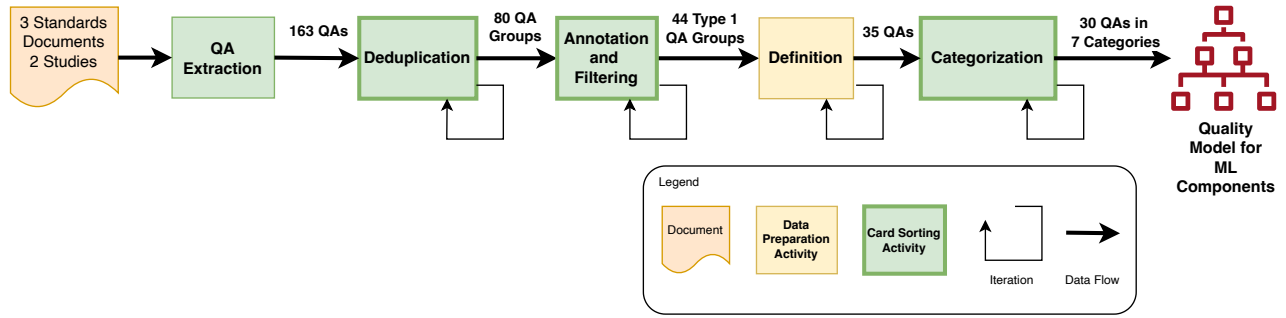 3 Standards
Documents
2 Studies
QA
Extraction
163 QAs
Deduplication
80 QA
Groups
Annotation
and
Filtering
44 Type 1
QA Groups
Definition
35 QAs
Categorization
30 QAs in
7 Categories
Quality
Model for
ML
Components
Legend
Document
Data
Preparation
Activity
Card Sorting
Activity
Iteration
Data Flow